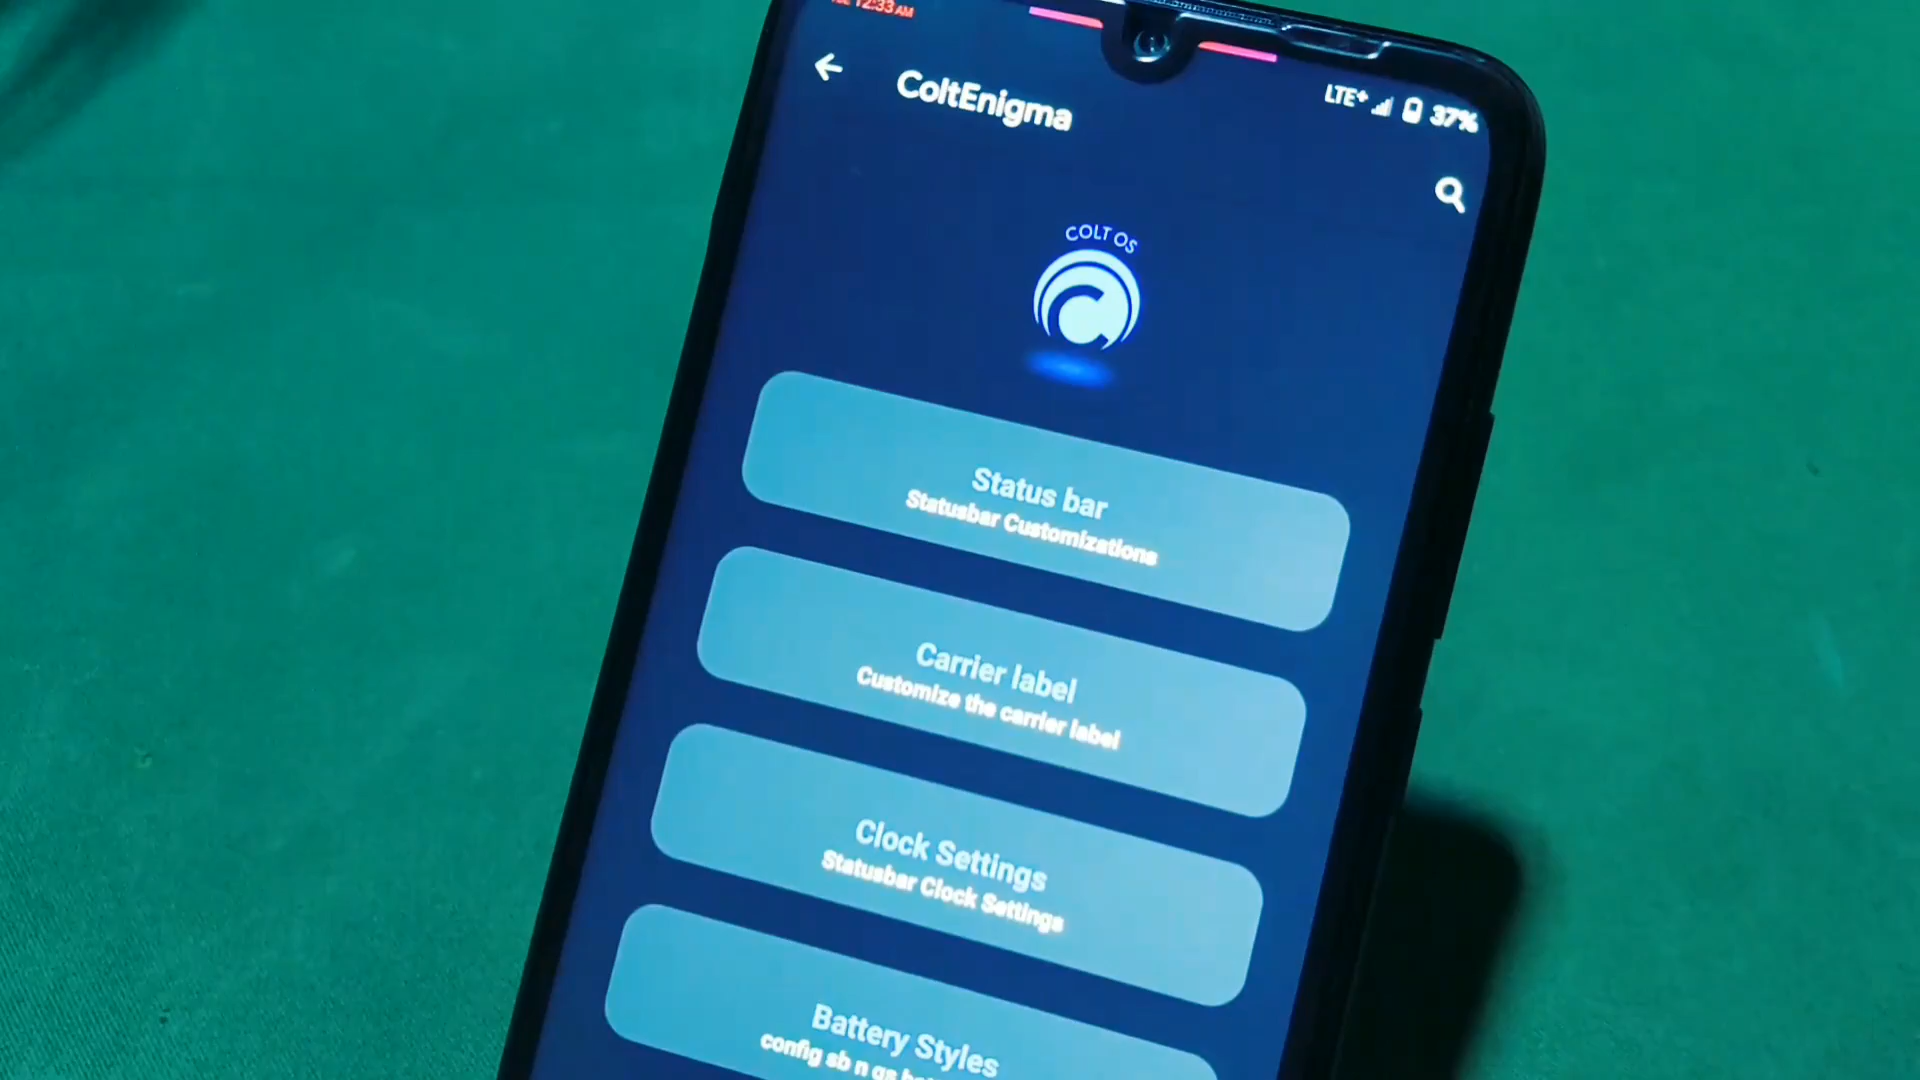 12:33 AM
LTE+ 37%
ColtEnigma
COLT OS
Status bar
Statusbar Customizations
Carrier label
Customize the carrier label
Clock Settings
Statusbar Clock Settings
Battery Styles
config sb n qs